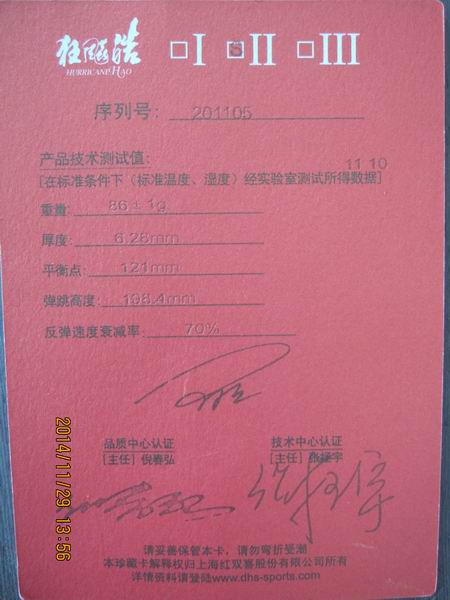 狂飚皓 □I □II □III
HURRICANE HAO
序列号: 201105
产品技术测试值: 11 10
[在标准条件下（标准温度、湿度）经实验室测试所得数据]
重量: 86±1g
厚度: 6.28mm
平衡点: 121mm
弹跳高度: 198.4mm
反弹速度衰减率: 70%
品质中心认证 技术中心认证
[主任] 倪春弘 [主任]
请妥善保管本卡，请勿弯折受潮
本珍藏卡解释权归上海红双喜股份有限公司所有
详情资料请登陆www.dhs-sports.com
2014/11/29 13:56